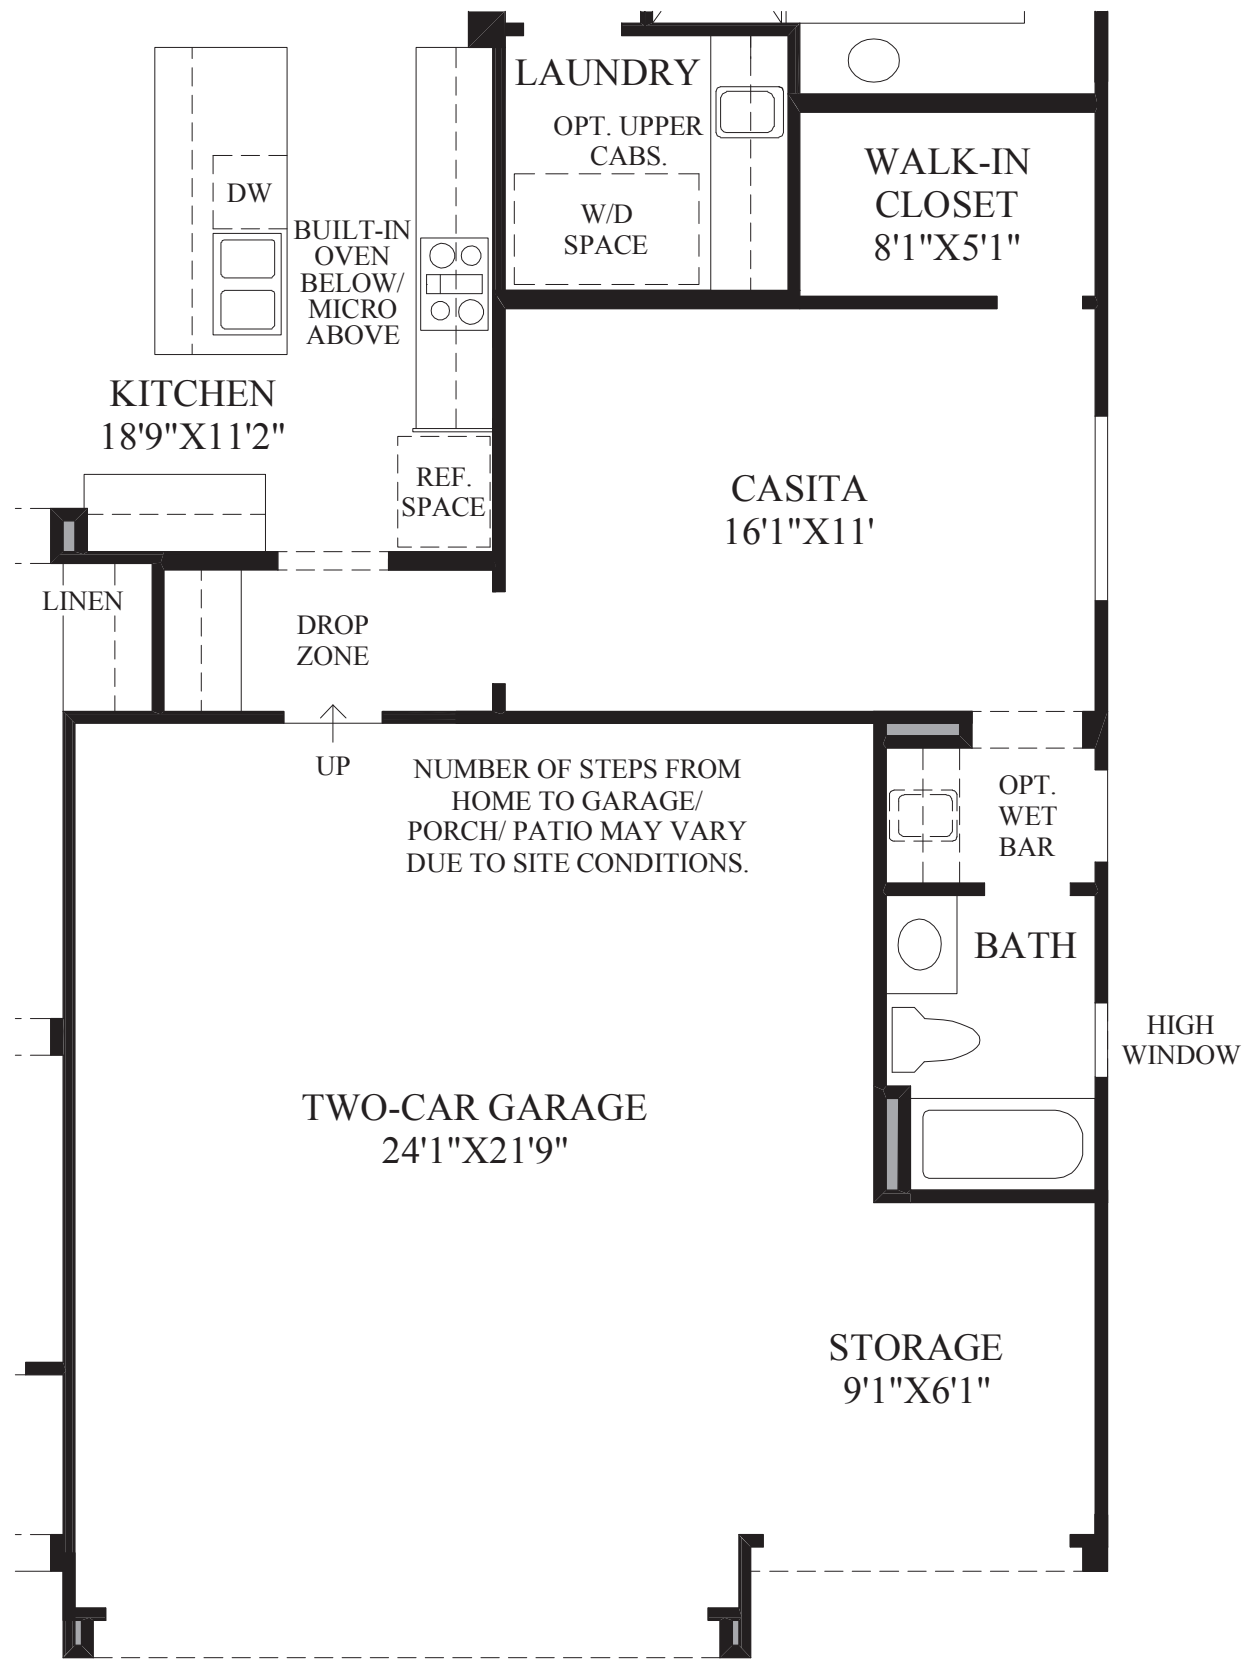 LAUNDRY
OPT. UPPER
CABS.
W/D
SPACE
WALK-IN
CLOSET
8'1"X5'1"
DW
BUILT-IN
OVEN
BELOW/
MICRO
ABOVE
KITCHEN
18'9"X11'2"
REF.
SPACE
CASITA
16'1"X11'
LINEN
DROP
ZONE
UP
NUMBER OF STEPS FROM
HOME TO GARAGE/
PORCH/ PATIO MAY VARY
DUE TO SITE CONDITIONS.
OPT.
WET
BAR
BATH
HIGH
WINDOW
TWO-CAR GARAGE
24'1"X21'9"
STORAGE
9'1"X6'1"